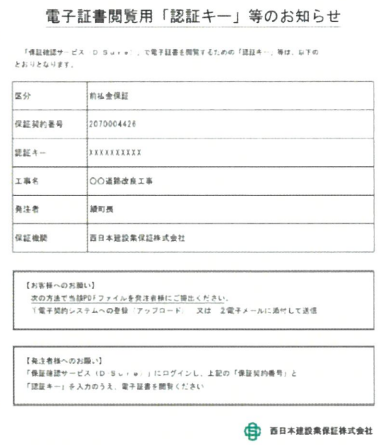 電子証書閲覧用「認証キー」等のお知らせ
「保証確認サービス(D-Sure)」で電子証書を閲覧するための「認証キー」等は、以下の
とおりとなります。
区分 前払金保証
保証契約番号 2070004426
認証キー XXXXXXXXXX
工事名 〇〇道路改良工事
発注者 綾町長
保証機関 西日本建設業保証株式会社
【お客様へのお願い】
次の方法で当該PDFファイルを発注者様にご提出ください。
①電子契約システムへの登録(アップロード) 又は ②電子メールに添付して送信
【発注者様へのお願い】
「保証確認サービス(D-Sure)」にログインし、上記の「保証契約番号」と
「認証キー」を入力のうえ、電子証書を閲覧ください
西日本建設業保証株式会社